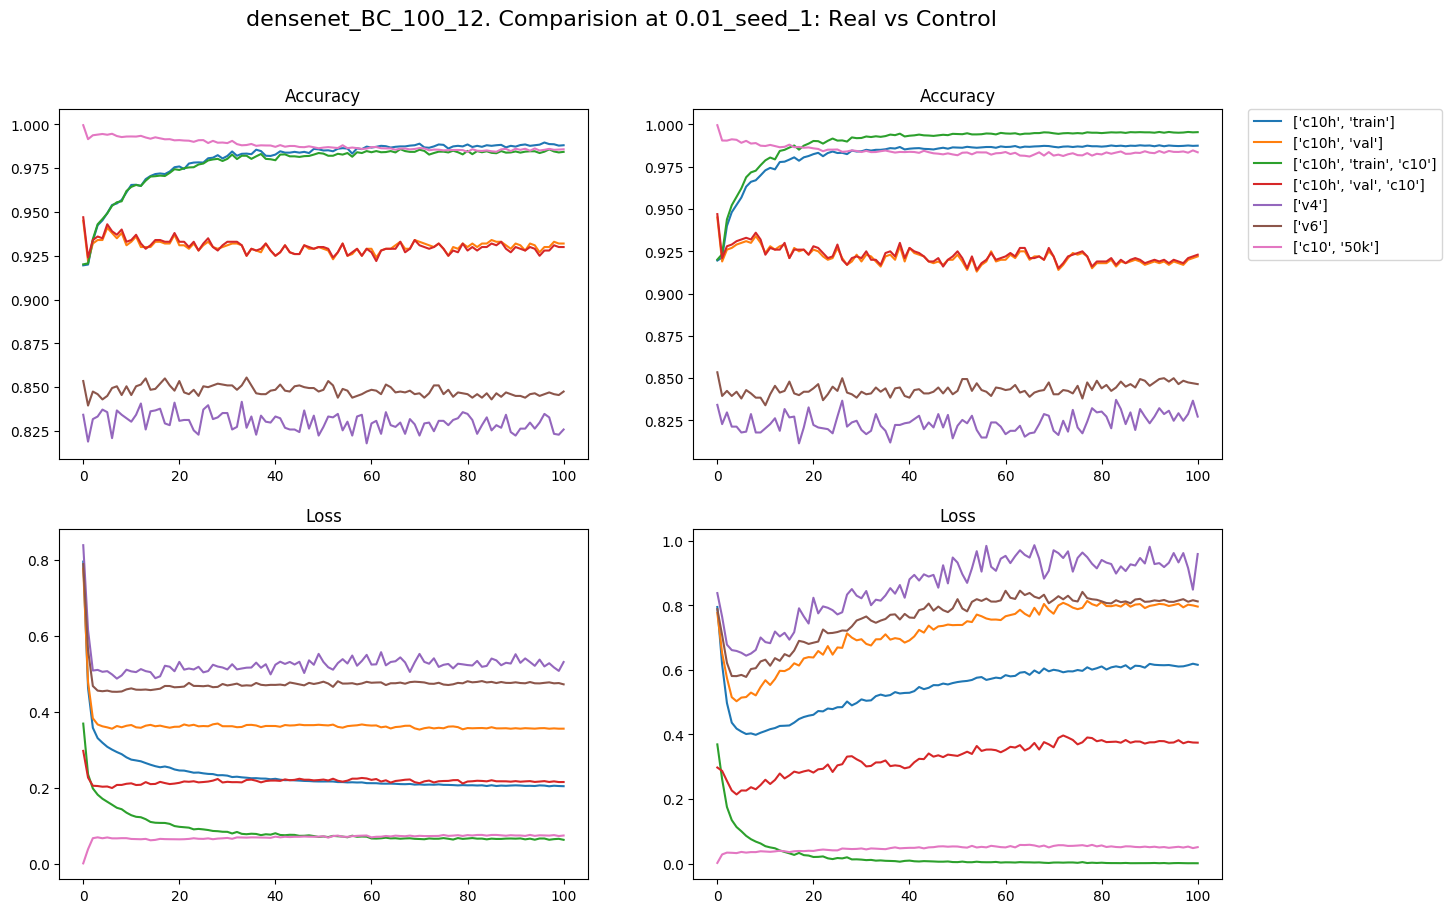 densenet_BC_100_12. Comparision at 0.01_seed_1: Real vs Control
Accuracy
1.000
0.975
0.950
0.925
0.900
0.875
0.850
0.825
0 20 40 60 80 100
Accuracy
1.000
0.975
0.950
0.925
0.900
0.875
0.850
0.825
0 20 40 60 80 100
['c10h', 'train']
['c10h', 'val']
['c10h', 'train', 'c10']
['c10h', 'val', 'c10']
['v4']
['v6']
['c10', '50k']
Loss
0.8
0.6
0.4
0.2
0.0
0 20 40 60 80 100
Loss
1.0
0.8
0.6
0.4
0.2
0.0
0 20 40 60 80 100